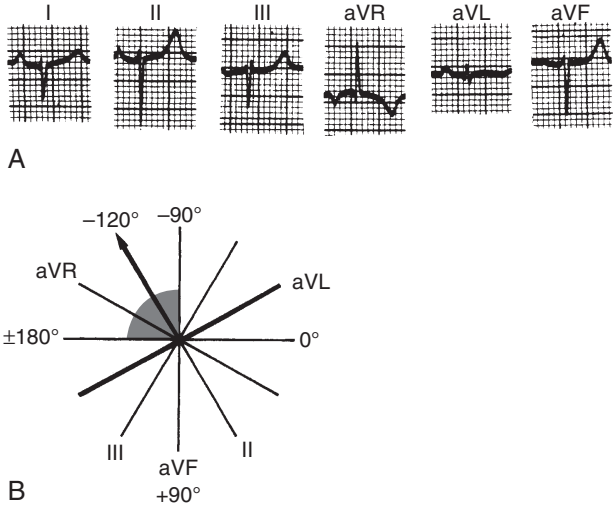 I II III aVR aVL aVF
A
−120° −90°
aVR aVL
±180° 0°
III II
aVF
+90°
B